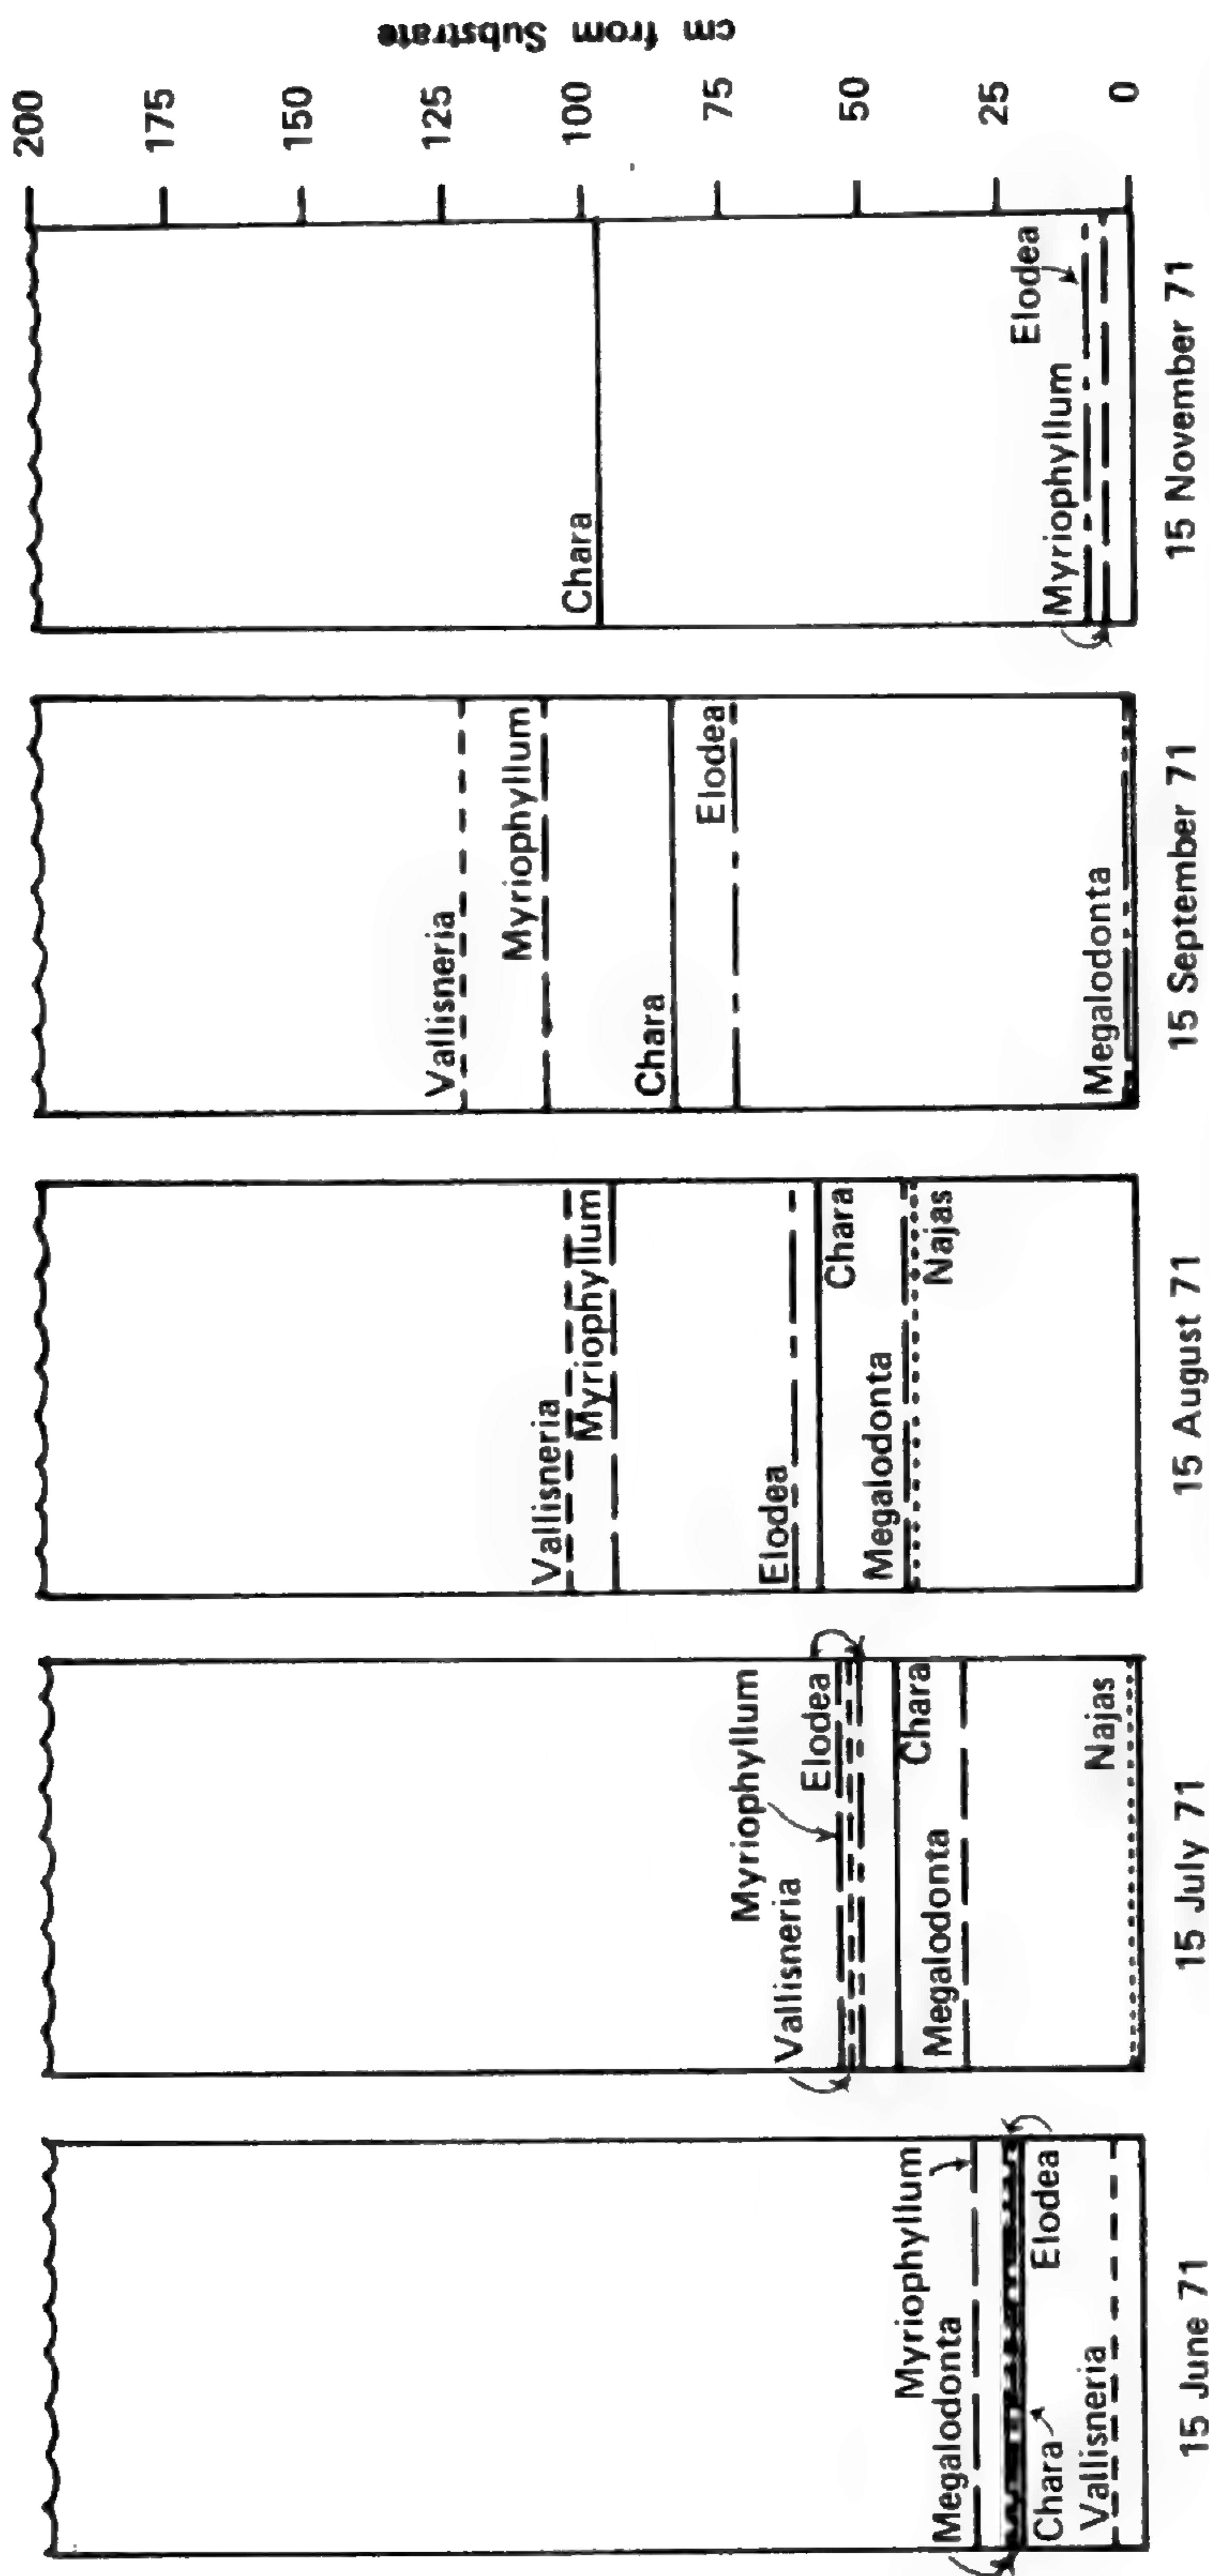 Myriophyllum
Megalodonta
Chara
Elodea
Vallisneria
15 June 71
Myriophyllum
Vallisneria
Elodea
Chara
Megalodonta
Najas
15 July 71
Vallisneria
Myriophyllum
Elodea
Chara
Megalodonta
Najas
15 August 71
Vallisneria
Myriophyllum
Chara
Elodea
Megalodonta
15 September 71
Chara
Elodea
Myriophyllum
15 November 71
200
175
150
125
100
75
50
25
0
cm from Substrate